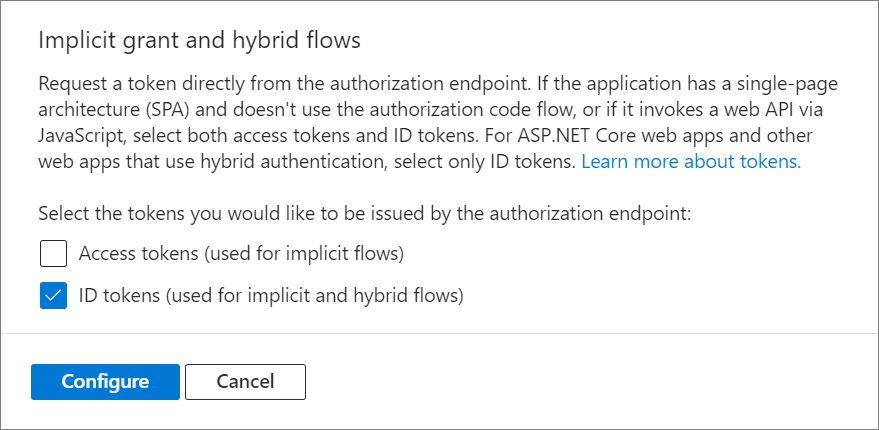 Implicit grant and hybrid flows
Request a token directly from the authorization endpoint. If the application has a single-page
architecture (SPA) and doesn't use the authorization code flow, or if it invokes a web API via
JavaScript, select both access tokens and ID tokens. For ASP.NET Core web apps and other
web apps that use hybrid authentication, select only ID tokens. Learn more about tokens.
Select the tokens you would like to be issued by the authorization endpoint:
Access tokens (used for implicit flows)
ID tokens (used for implicit and hybrid flows)
Configure Cancel